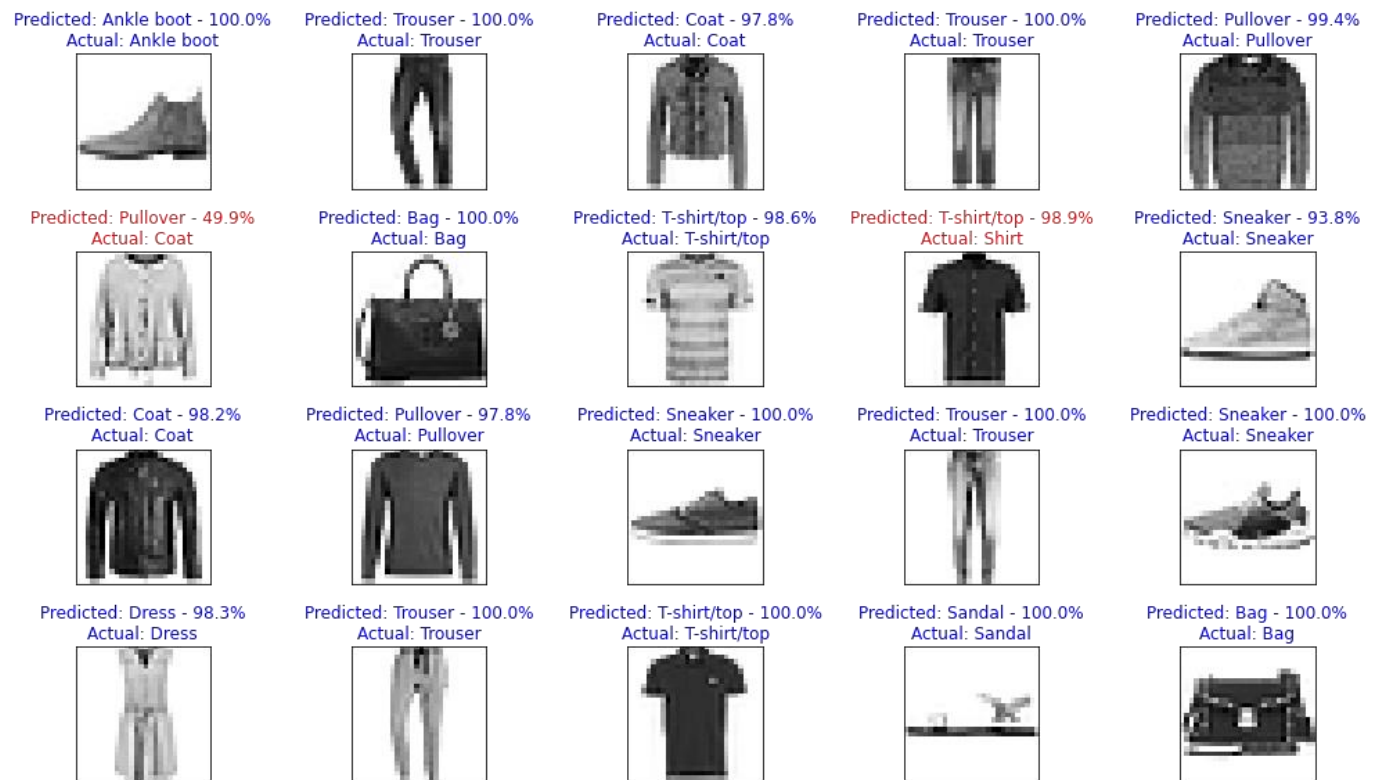 Predicted: Ankle boot - 100.0%
Actual: Ankle boot
Predicted: Trouser - 100.0%
Actual: Trouser
Predicted: Coat - 97.8%
Actual: Coat
Predicted: Trouser - 100.0%
Actual: Trouser
Predicted: Pullover - 99.4%
Actual: Pullover
Predicted: Pullover - 49.9%
Actual: Coat
Predicted: Bag - 100.0%
Actual: Bag
Predicted: T-shirt/top - 98.6%
Actual: T-shirt/top
Predicted: T-shirt/top - 98.9%
Actual: Shirt
Predicted: Sneaker - 93.8%
Actual: Sneaker
Predicted: Coat - 98.2%
Actual: Coat
Predicted: Pullover - 97.8%
Actual: Pullover
Predicted: Sneaker - 100.0%
Actual: Sneaker
Predicted: Trouser - 100.0%
Actual: Trouser
Predicted: Sneaker - 100.0%
Actual: Sneaker
Predicted: Dress - 98.3%
Actual: Dress
Predicted: Trouser - 100.0%
Actual: Trouser
Predicted: T-shirt/top - 100.0%
Actual: T-shirt/top
Predicted: Sandal - 100.0%
Actual: Sandal
Predicted: Bag - 100.0%
Actual: Bag